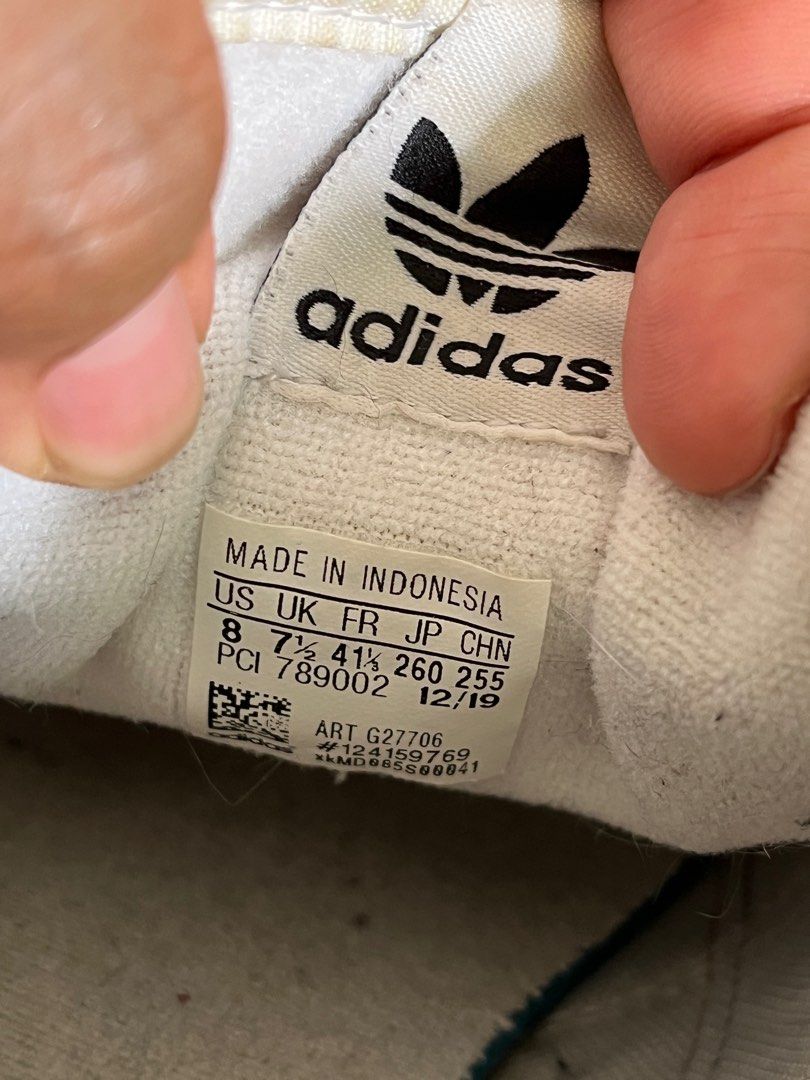 adidas
MADE IN INDONESIA
US UK FR JP CHN
8 7½ 41⅓ 260 255
PCI 789002 12/19
adidas
ART G27706
#124159769